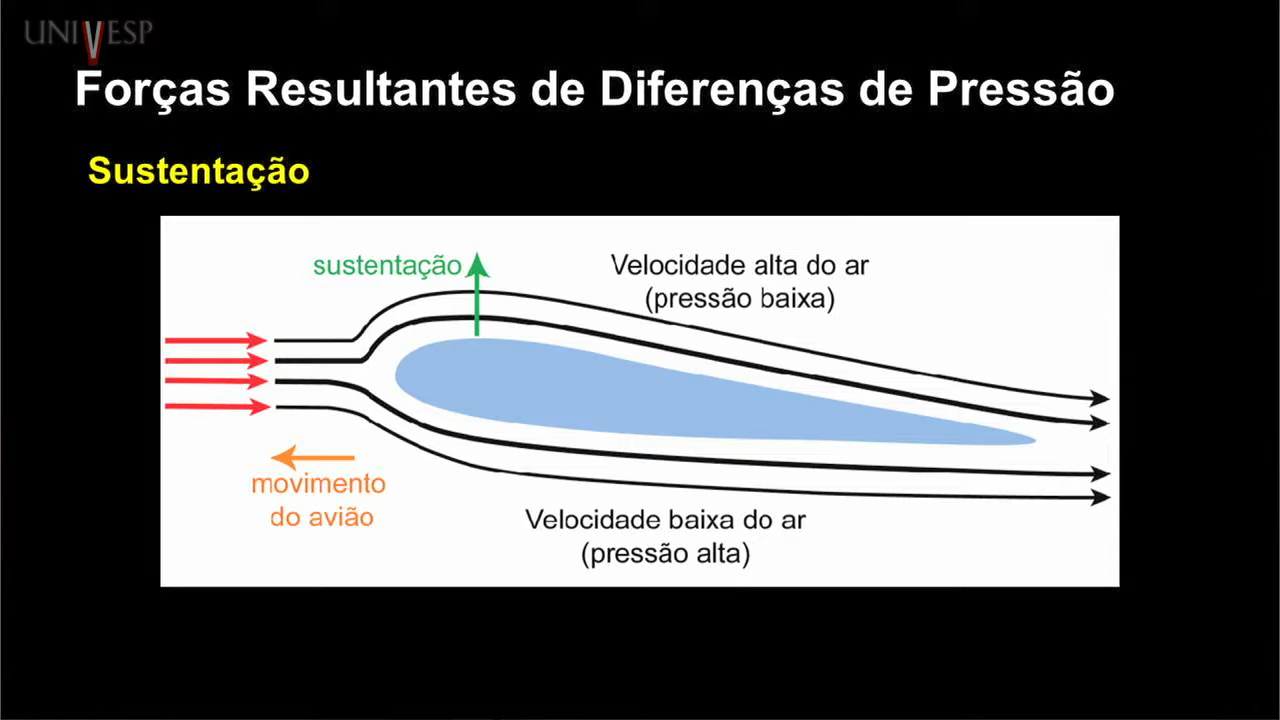 UNIVESP
Forças Resultantes de Diferenças de Pressão
Sustentação
sustentação
Velocidade alta do ar
(pressão baixa)
movimento
do avião
Velocidade baixa do ar
(pressão alta)